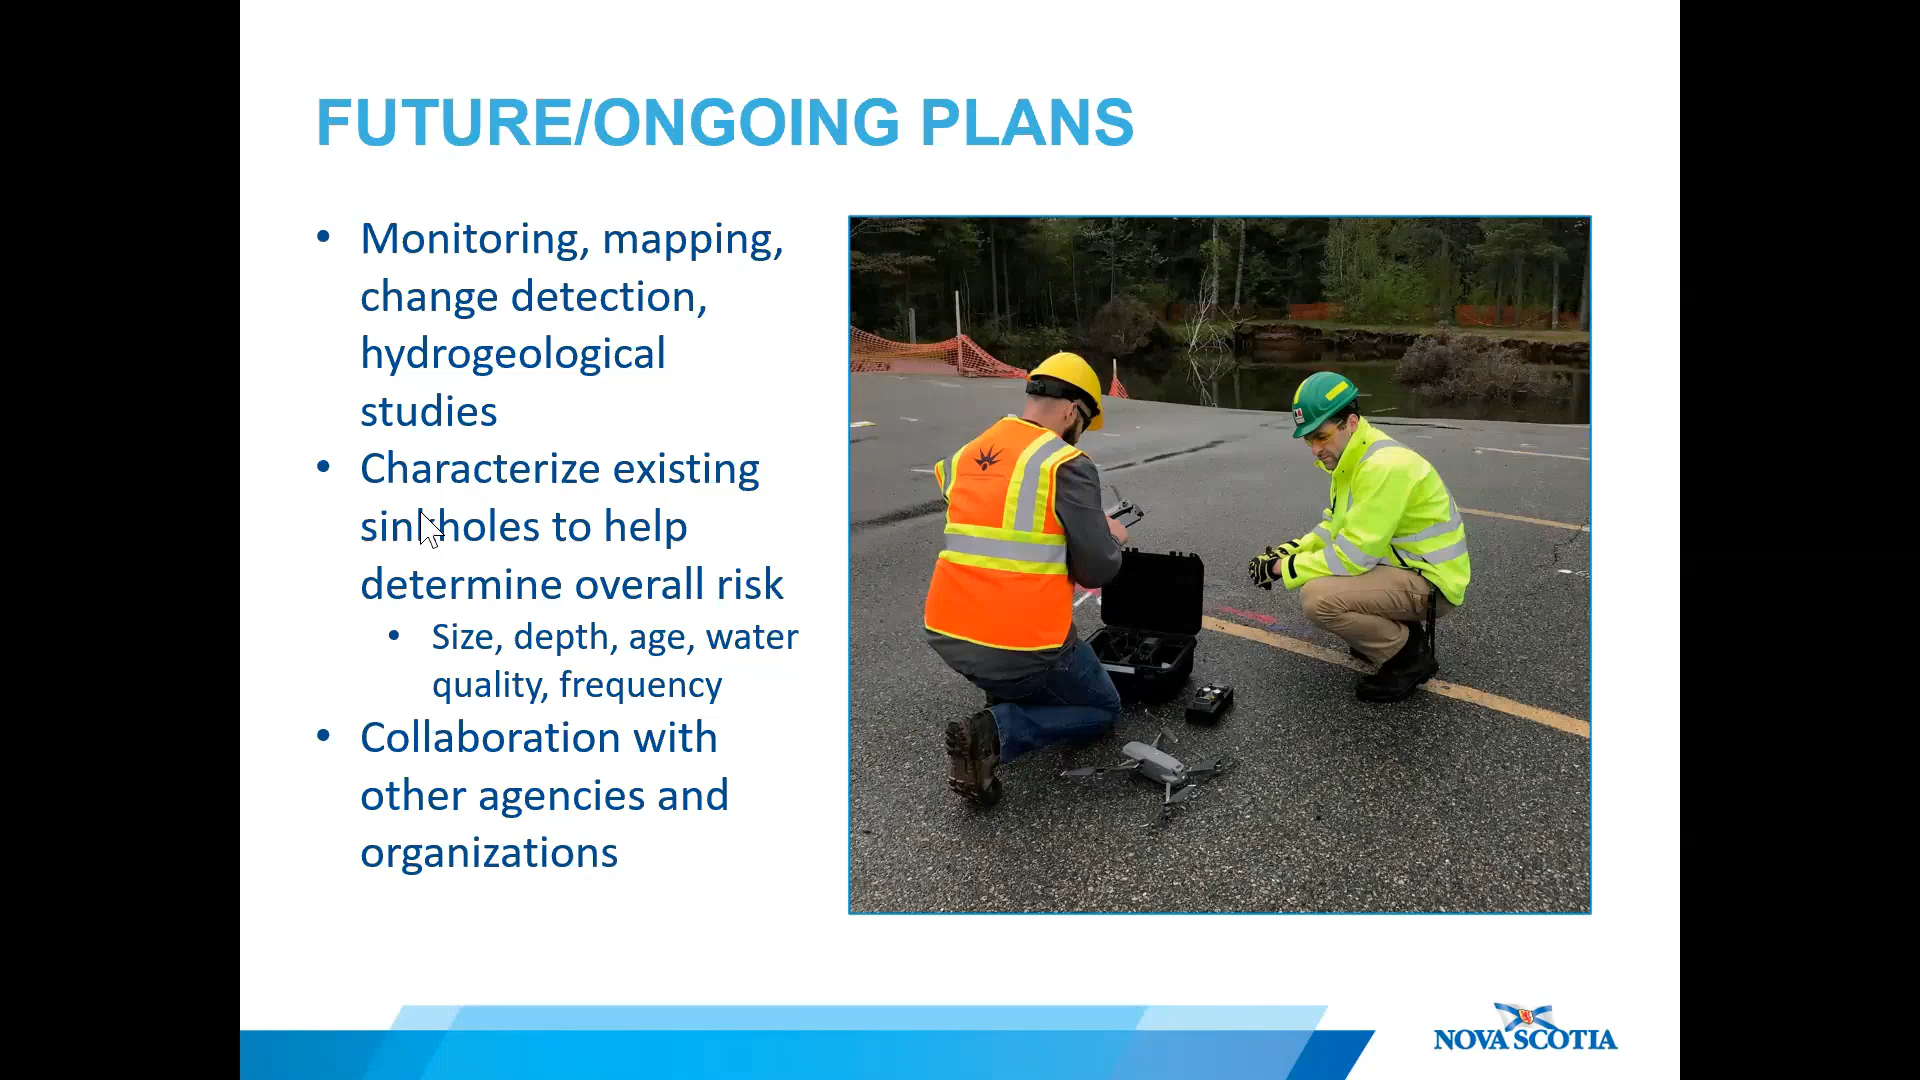 FUTURE/ONGOING PLANS
• Monitoring, mapping,
change detection,
hydrogeological
studies
• Characterize existing
sinkholes to help
determine overall risk
• Size, depth, age, water
quality, frequency
• Collaboration with
other agencies and
organizations
NOVA SCOTIA